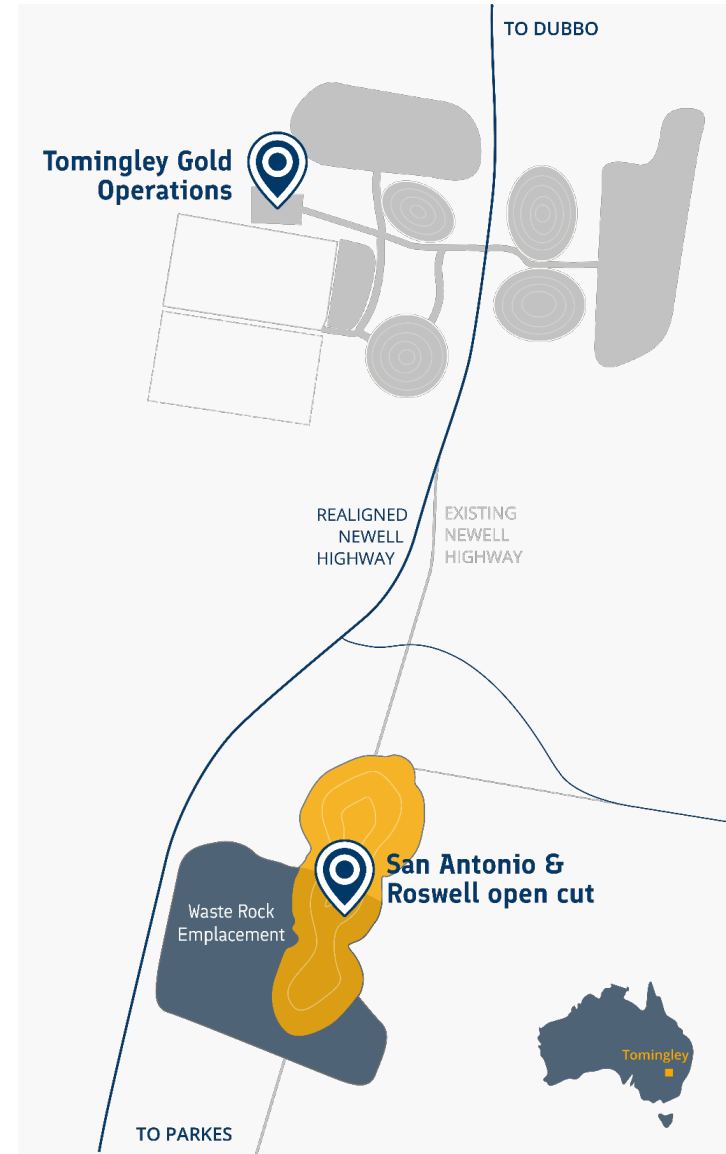 TO DUBBO
Tomingley Gold
Operations
REALIGNED
NEWELL
HIGHWAY
EXISTING
NEWELL
HIGHWAY
San Antonio &
Roswell open cut
Waste Rock
Emplacement
Tomingley
TO PARKES